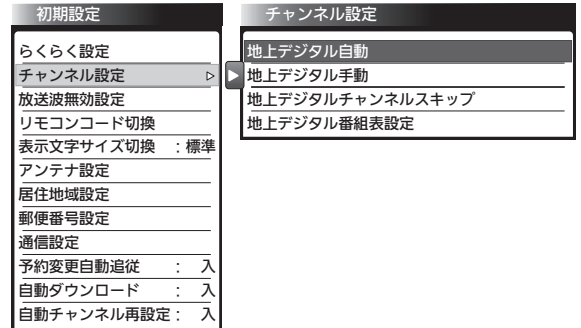 初期設定
らくらく設定
チャンネル設定
放送波無効設定
リモコンコード切換
表示文字サイズ切換 : 標準
アンテナ設定
居住地域設定
郵便番号設定
通信設定
予約変更自動追従 : 入
自動ダウンロード : 入
自動チャンネル再設定 : 入
チャンネル設定
地上デジタル自動
地上デジタル手動
地上デジタルチャンネルスキップ
地上デジタル番組表設定